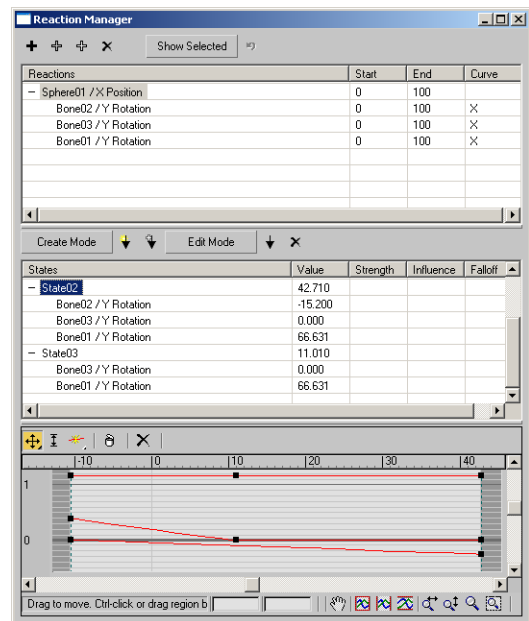 Reaction Manager
Show Selected
Reactions Start End Curve
Sphere01 / X Position 0 100
Bone02 / Y Rotation 0 100 X
Bone03 / Y Rotation 0 100 X
Bone01 / Y Rotation 0 100 X
Create Mode Edit Mode
States Value Strength Influence Falloff
State02 42.710
Bone02 / Y Rotation -15.200
Bone03 / Y Rotation 0.000
Bone01 / Y Rotation 66.631
State03 11.010
Bone03 / Y Rotation 0.000
Bone01 / Y Rotation 66.631
-10 0 10 20 30 40
1
0
Drag to move. Ctrl-click or drag region b